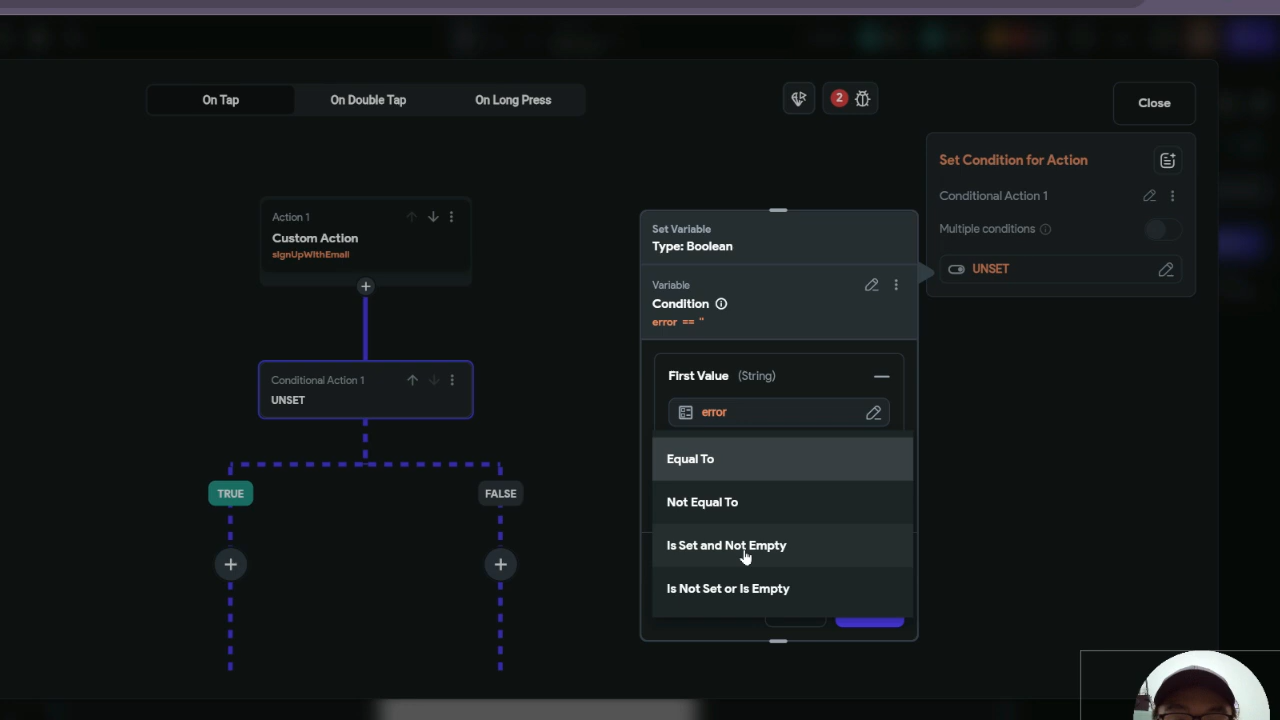 On Tap
On Double Tap
On Long Press
2
Close
Set Condition for Action
Conditional Action 1
Multiple conditions
UNSET
Action 1
Custom Action
signUpWithEmail
Conditional Action 1
UNSET
TRUE
FALSE
Set Variable
Type: Boolean
Variable
Condition
error == ''
First Value (String)
error
Equal To
Not Equal To
Is Set and Not Empty
Is Not Set or Is Empty